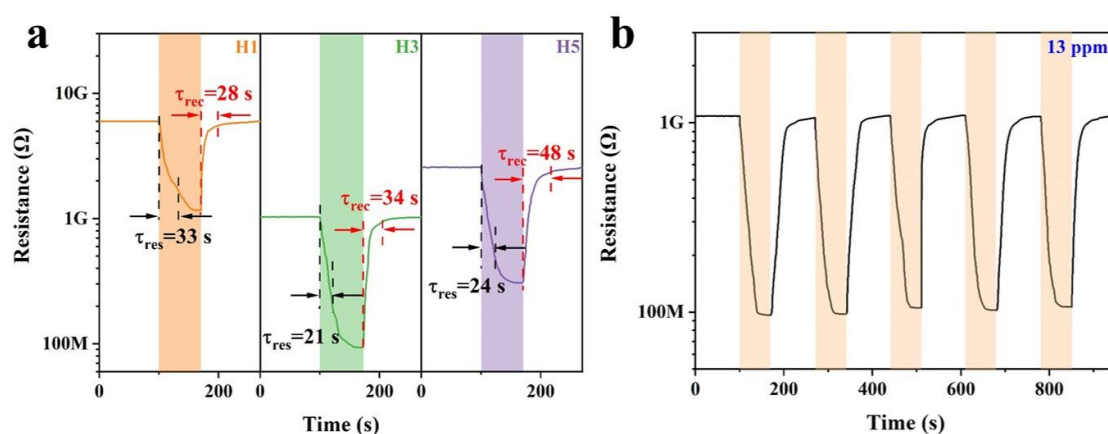 a
H1
H3
H5
10G
1G
100M
Resistance (Ω)
τrec=28 s
τres=33 s
τrec=34 s
τres=21 s
τrec=48 s
τres=24 s
0
200
0
200
0
200
Time (s)
b
13 ppm
1G
100M
Resistance (Ω)
0
200
400
600
800
Time (s)